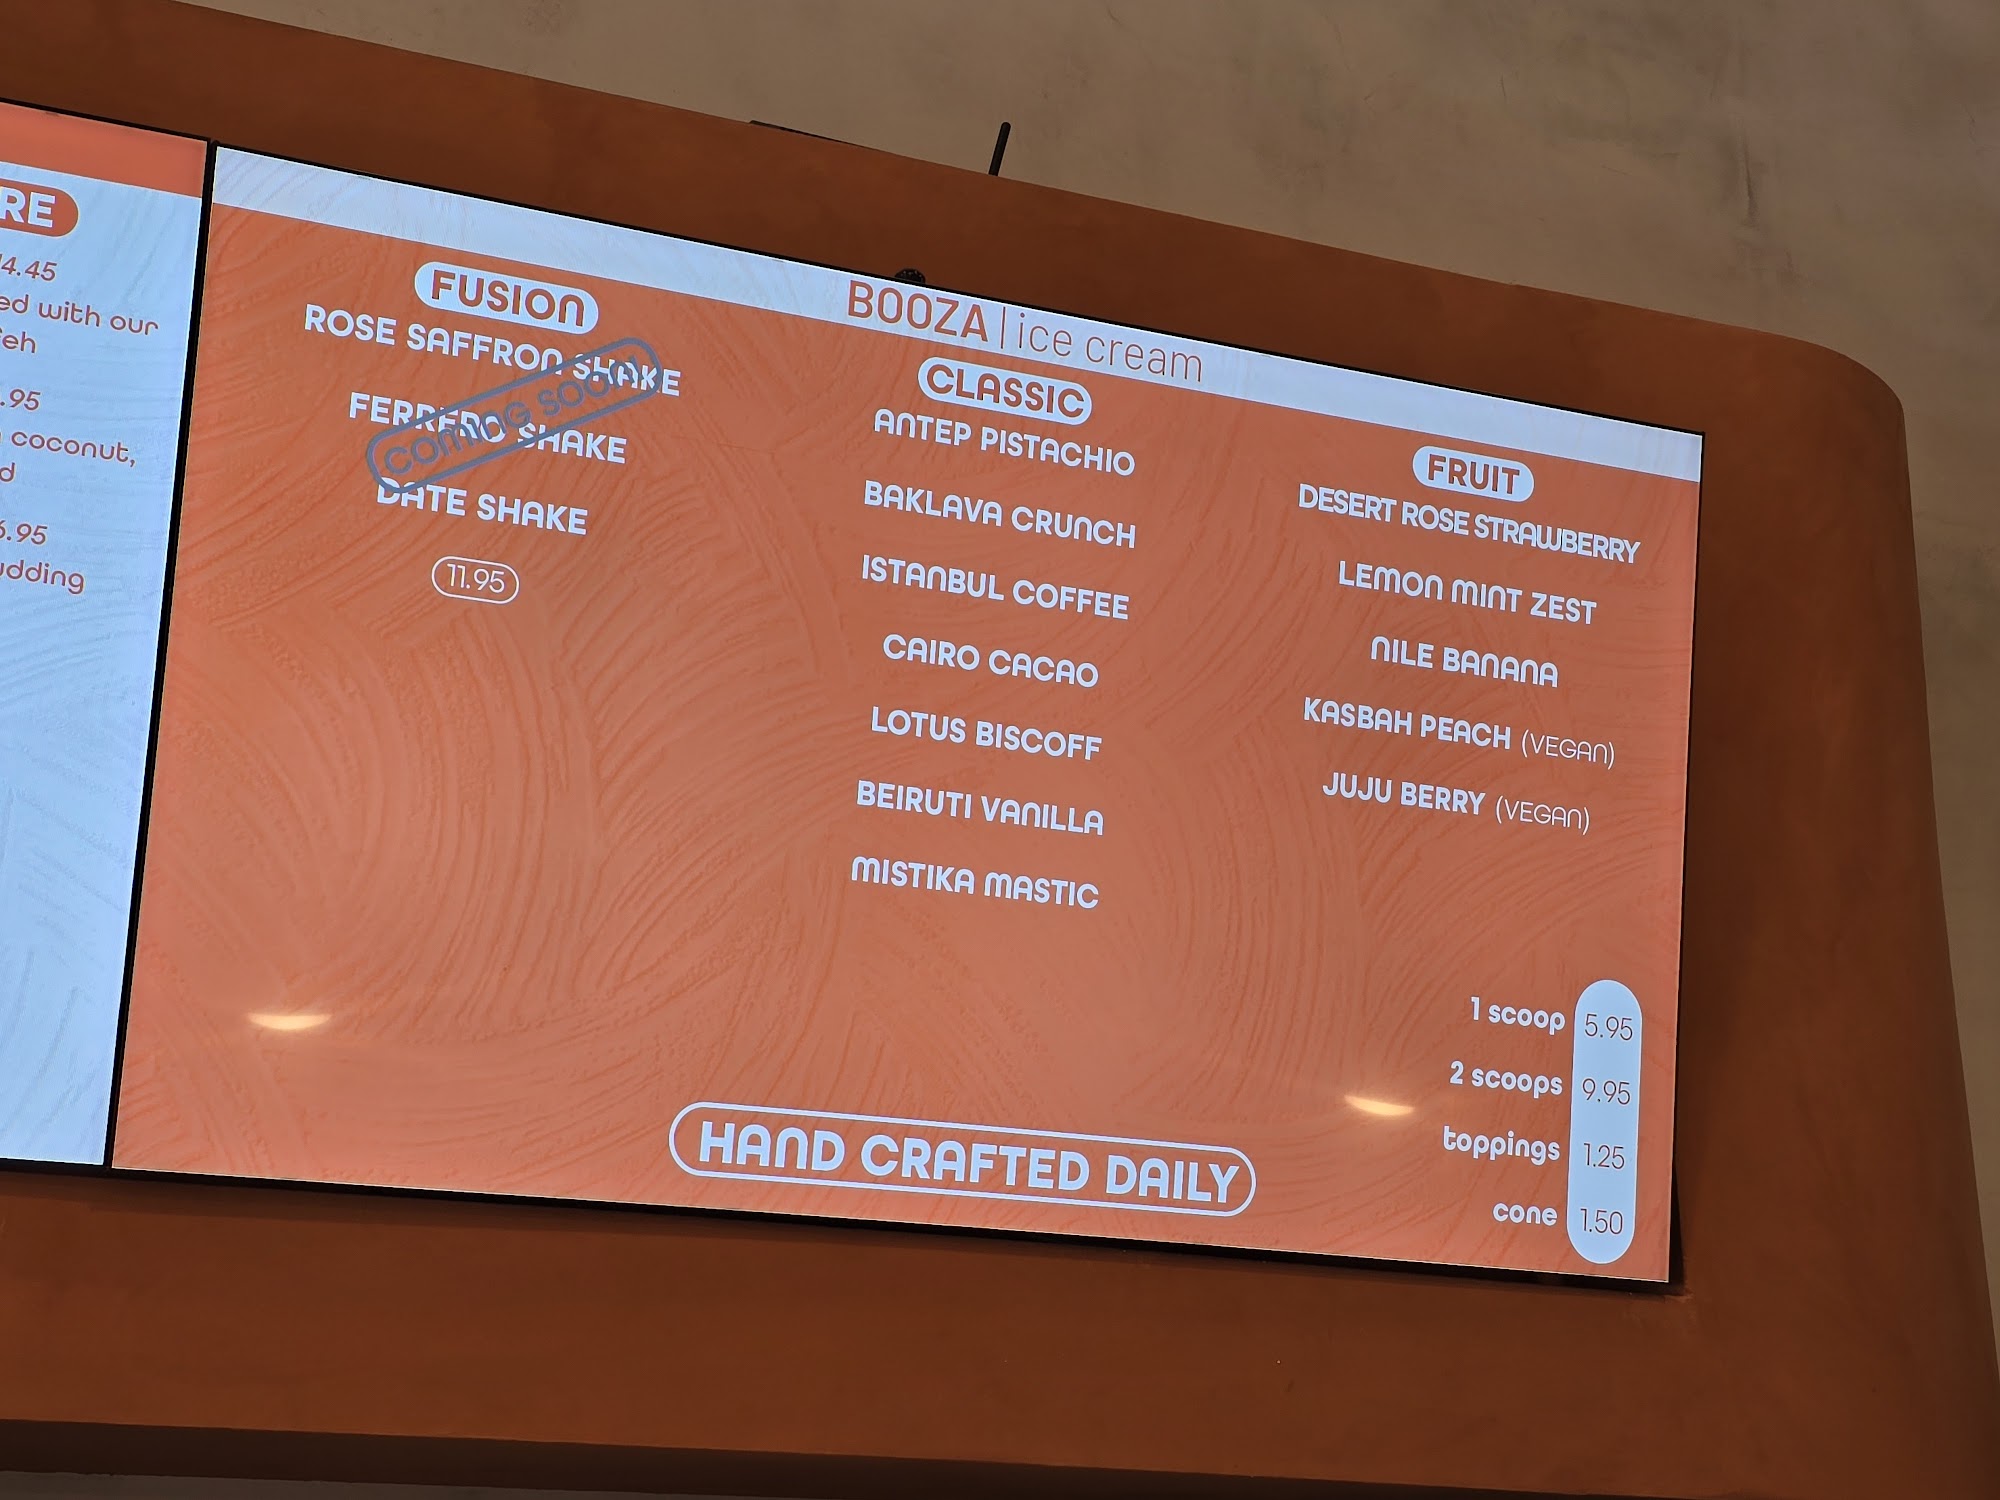 RE
4.45
ed with our
eh
.95
coconut,
d
6.95
udding
BOOZA | ice cream
FUSION
ROSE SAFFRON SHAKE
FERRERO SHAKE
DATE SHAKE
coming soon
11.95
CLASSIC
ANTEP PISTACHIO
BAKLAVA CRUNCH
ISTANBUL COFFEE
CAIRO CACAO
LOTUS BISCOFF
BEIRUTI VANILLA
MISTIKA MASTIC
FRUIT
DESERT ROSE STRAWBERRY
LEMON MINT ZEST
NILE BANANA
KASBAH PEACH (VEGAN)
JUJU BERRY (VEGAN)
1 scoop 5.95
2 scoops 9.95
toppings 1.25
cone 1.50
HAND CRAFTED DAILY